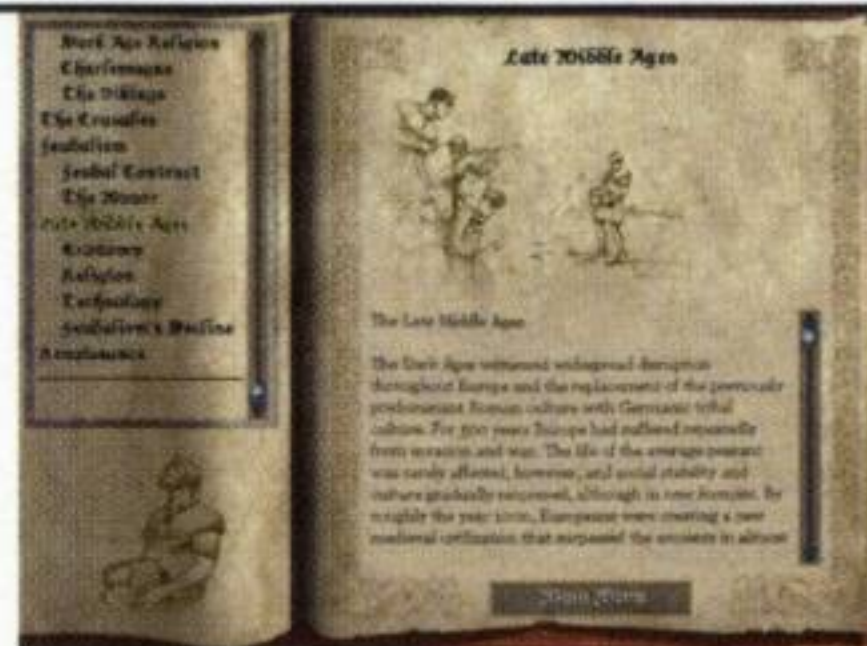 Dark Age Religion
Charlemagne
The Vikings
The Crusades
Feudalism
Feudal Contract
The Manor
Late Middle Ages
Economy
Religion
Technology
Feudalism's Decline
Renaissance
Late Middle Ages
The Late Middle Ages
The Dark Ages witnessed widespread disruption
throughout Europe and the replacement of the previously
predominant Roman culture with Germanic tribal
culture. For 500 years Europe had suffered repeatedly
from invasion and war. The life of the average peasant
was rarely affected, however, and social stability and
culture gradually returned, although in new formats. By
roughly the year 1000, Europeans were creating a new
medieval civilization that surpassed the ancients in almost
Main Menu